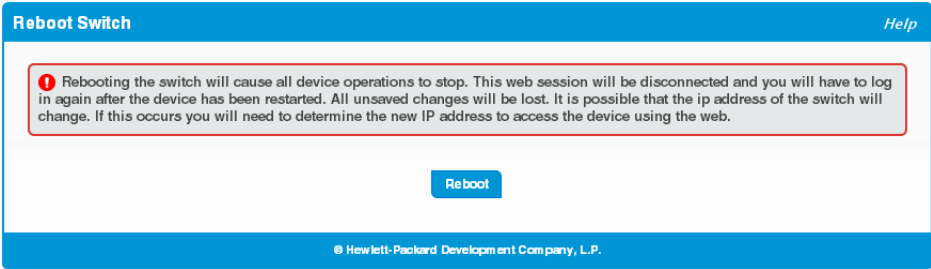 Reboot Switch
Help
Rebooting the switch will cause all device operations to stop. This web session will be disconnected and you will have to log
in again after the device has been restarted. All unsaved changes will be lost. It is possible that the ip address of the switch will
change. If this occurs you will need to determine the new IP address to access the device using the web.
Reboot
© Hewlett-Packard Development Company, L.P.